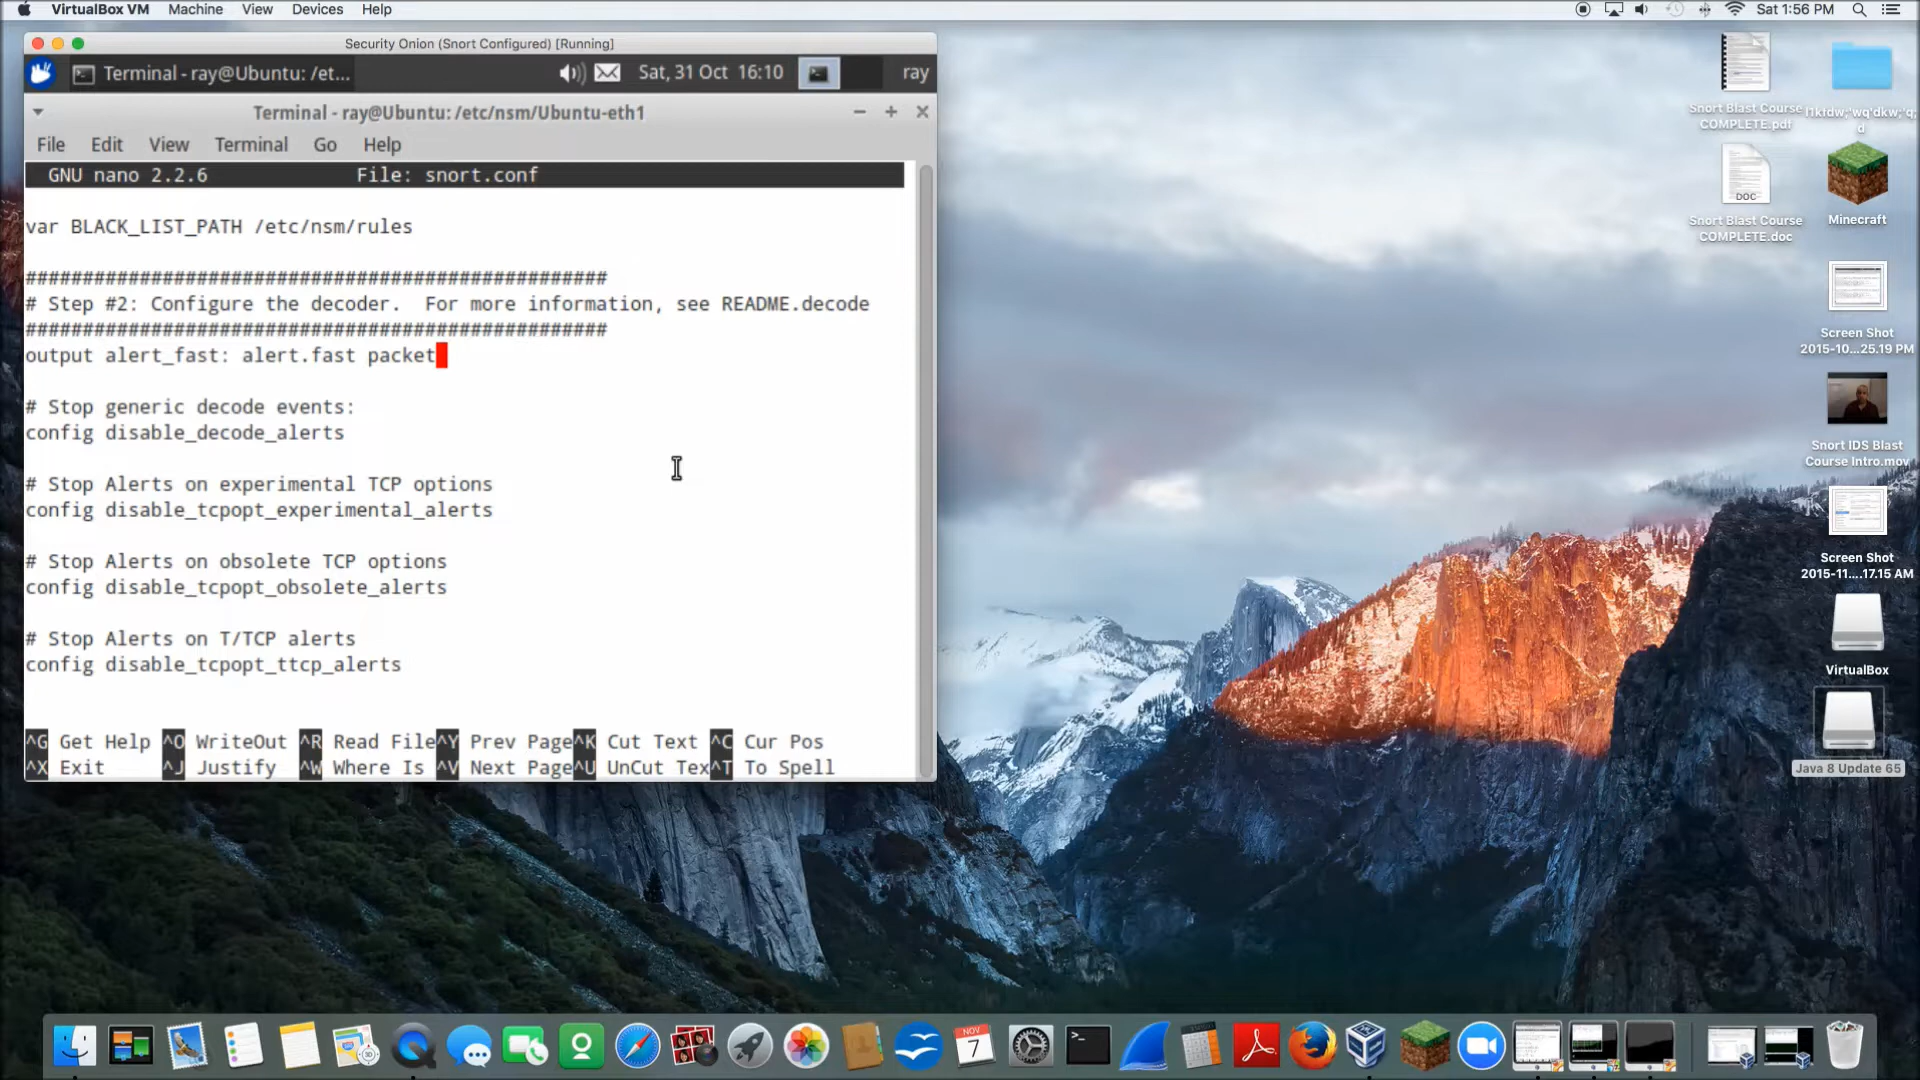 VirtualBox VM Machine View Devices Help
Sat 1:56 PM
Security Onion (Snort Configured) [Running]
Terminal - ray@Ubuntu: /et...
Sat, 31 Oct 16:10
ray
Terminal - ray@Ubuntu: /etc/nsm/Ubuntu-eth1
File Edit View Terminal Go Help
GNU nano 2.2.6 File: snort.conf
var BLACK_LIST_PATH /etc/nsm/rules
###################################################
# Step #2: Configure the decoder.  For more information, see README.decode
###################################################
output alert_fast: alert.fast packet
# Stop generic decode events:
config disable_decode_alerts
# Stop Alerts on experimental TCP options
config disable_tcpopt_experimental_alerts
# Stop Alerts on obsolete TCP options
config disable_tcpopt_obsolete_alerts
# Stop Alerts on T/TCP alerts
config disable_tcpopt_ttcp_alerts
^G Get Help ^O WriteOut ^R Read File ^Y Prev Page ^K Cut Text ^C Cur Pos
^X Exit ^J Justify ^W Where Is ^V Next Page ^U UnCut Tex ^T To Spell
Snort Blast Course
COMPLETE.pdf
Snort Blast Course
COMPLETE.doc
DOC
Minecraft
Screen Shot
2015-10...25.19 PM
Snort IDS Blast
Course Intro.mov
Screen Shot
2015-11....17.15 AM
VirtualBox
Java 8 Update 65
NOV
7